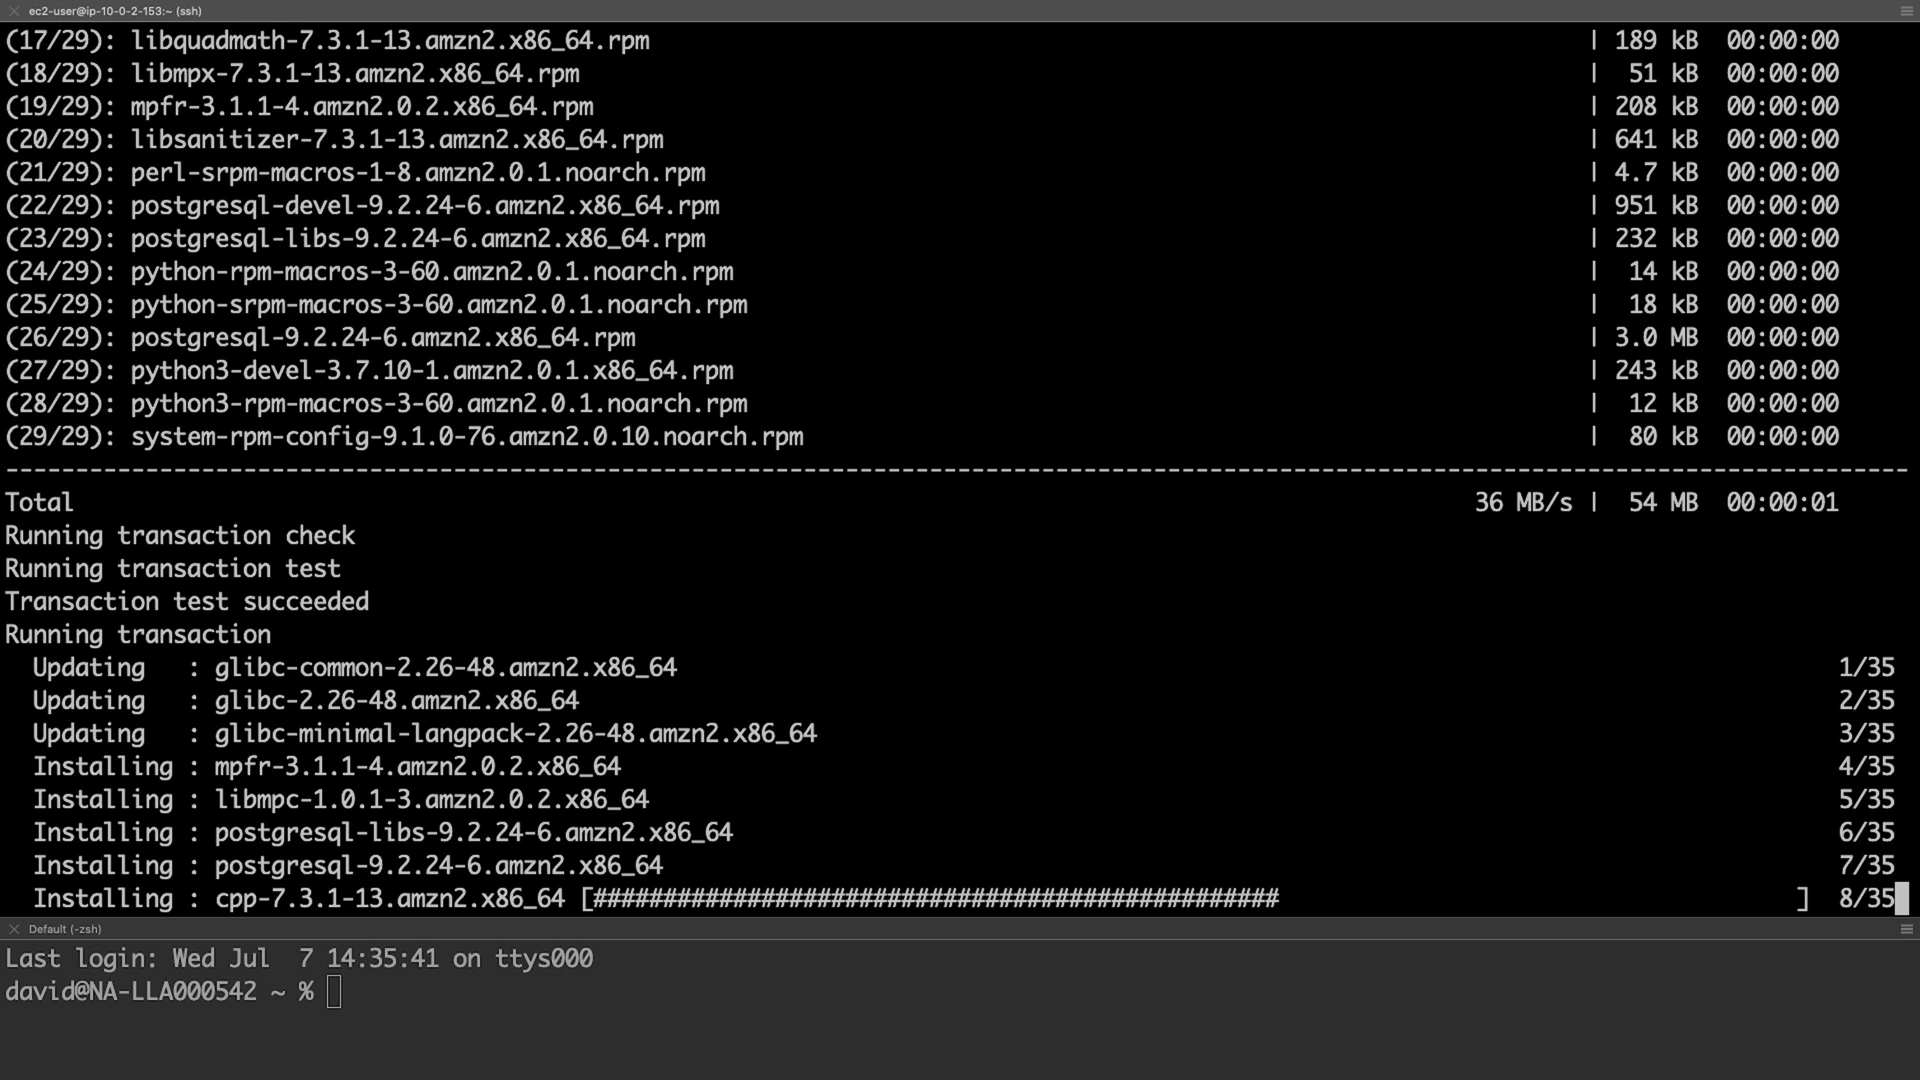 ec2-user@ip-10-0-2-153:~ (ssh)
(17/29): libquadmath-7.3.1-13.amzn2.x86_64.rpm | 189 kB 00:00:00
(18/29): libmpx-7.3.1-13.amzn2.x86_64.rpm | 51 kB 00:00:00
(19/29): mpfr-3.1.1-4.amzn2.0.2.x86_64.rpm | 208 kB 00:00:00
(20/29): libsanitizer-7.3.1-13.amzn2.x86_64.rpm | 641 kB 00:00:00
(21/29): perl-srpm-macros-1-8.amzn2.0.1.noarch.rpm | 4.7 kB 00:00:00
(22/29): postgresql-devel-9.2.24-6.amzn2.x86_64.rpm | 951 kB 00:00:00
(23/29): postgresql-libs-9.2.24-6.amzn2.x86_64.rpm | 232 kB 00:00:00
(24/29): python-rpm-macros-3-60.amzn2.0.1.noarch.rpm | 14 kB 00:00:00
(25/29): python-srpm-macros-3-60.amzn2.0.1.noarch.rpm | 18 kB 00:00:00
(26/29): postgresql-9.2.24-6.amzn2.x86_64.rpm | 3.0 MB 00:00:00
(27/29): python3-devel-3.7.10-1.amzn2.0.1.x86_64.rpm | 243 kB 00:00:00
(28/29): python3-rpm-macros-3-60.amzn2.0.1.noarch.rpm | 12 kB 00:00:00
(29/29): system-rpm-config-9.1.0-76.amzn2.0.10.noarch.rpm | 80 kB 00:00:00
----------------------------------------------------------------------------------------------------------------------------------------
Total 36 MB/s | 54 MB 00:00:01
Running transaction check
Running transaction test
Transaction test succeeded
Running transaction
Updating : glibc-common-2.26-48.amzn2.x86_64 1/35
Updating : glibc-2.26-48.amzn2.x86_64 2/35
Updating : glibc-minimal-langpack-2.26-48.amzn2.x86_64 3/35
Installing : mpfr-3.1.1-4.amzn2.0.2.x86_64 4/35
Installing : libmpc-1.0.1-3.amzn2.0.2.x86_64 5/35
Installing : postgresql-libs-9.2.24-6.amzn2.x86_64 6/35
Installing : postgresql-9.2.24-6.amzn2.x86_64 7/35
Installing : cpp-7.3.1-13.amzn2.x86_64 [################################################# ] 8/35
Default (-zsh)
Last login: Wed Jul  7 14:35:41 on ttys000
david@NA-LLA000542 ~ %